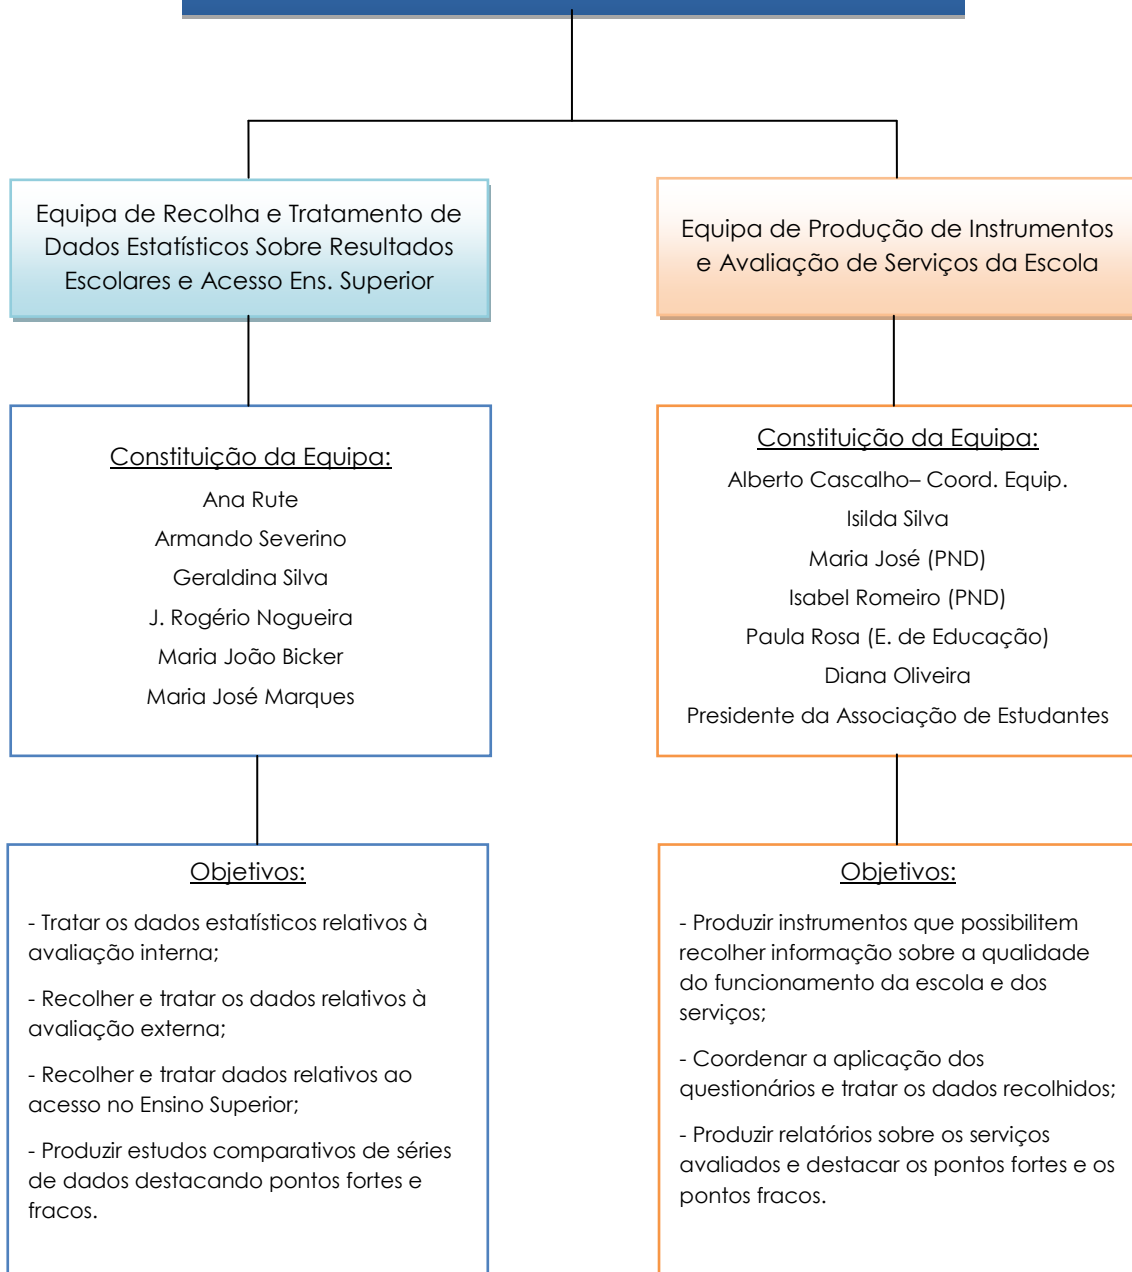 Equipa de Recolha e Tratamento de
Dados Estatísticos Sobre Resultados
Escolares e Acesso Ens. Superior
Equipa de Produção de Instrumentos
e Avaliação de Serviços da Escola
Constituição da Equipa:
Ana Rute
Armando Severino
Geraldina Silva
J. Rogério Nogueira
Maria João Bicker
Maria José Marques
Constituição da Equipa:
Alberto Cascalho– Coord. Equip.
Isilda Silva
Maria José (PND)
Isabel Romeiro (PND)
Paula Rosa (E. de Educação)
Diana Oliveira
Presidente da Associação de Estudantes
Objetivos:
- Tratar os dados estatísticos relativos à
avaliação interna;
- Recolher e tratar os dados relativos à
avaliação externa;
- Recolher e tratar dados relativos ao
acesso no Ensino Superior;
- Produzir estudos comparativos de séries
de dados destacando pontos fortes e
fracos.
Objetivos:
- Produzir instrumentos que possibilitem
recolher informação sobre a qualidade
do funcionamento da escola e dos
serviços;
- Coordenar a aplicação dos
questionários e tratar os dados recolhidos;
- Produzir relatórios sobre os serviços
avaliados e destacar os pontos fortes e os
pontos fracos.